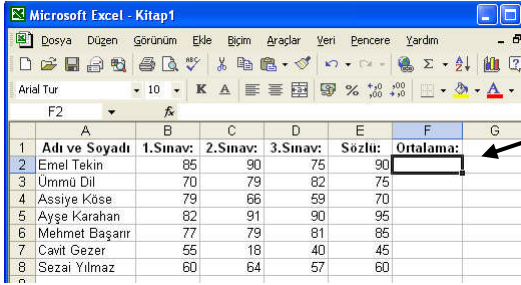 Microsoft Excel - Kitap1
Dosya Düzen Görünüm Ekle Biçim Araçlar Veri Pencere Yardım
Arial Tur 10 K A % ,00 ,00 A
F2 fx
A B C D E F G
1 Adı ve Soyadı 1.Sınav: 2.Sınav: 3.Sınav: Sözlü: Ortalama:
2 Emel Tekin 85 90 75 90
3 Ümmü Dil 70 79 82 75
4 Assiye Köse 79 66 59 70
5 Ayşe Karahan 82 91 90 95
6 Mehmet Başarır 77 79 81 85
7 Cavit Gezer 55 18 40 45
8 Sezai Yılmaz 60 64 57 60